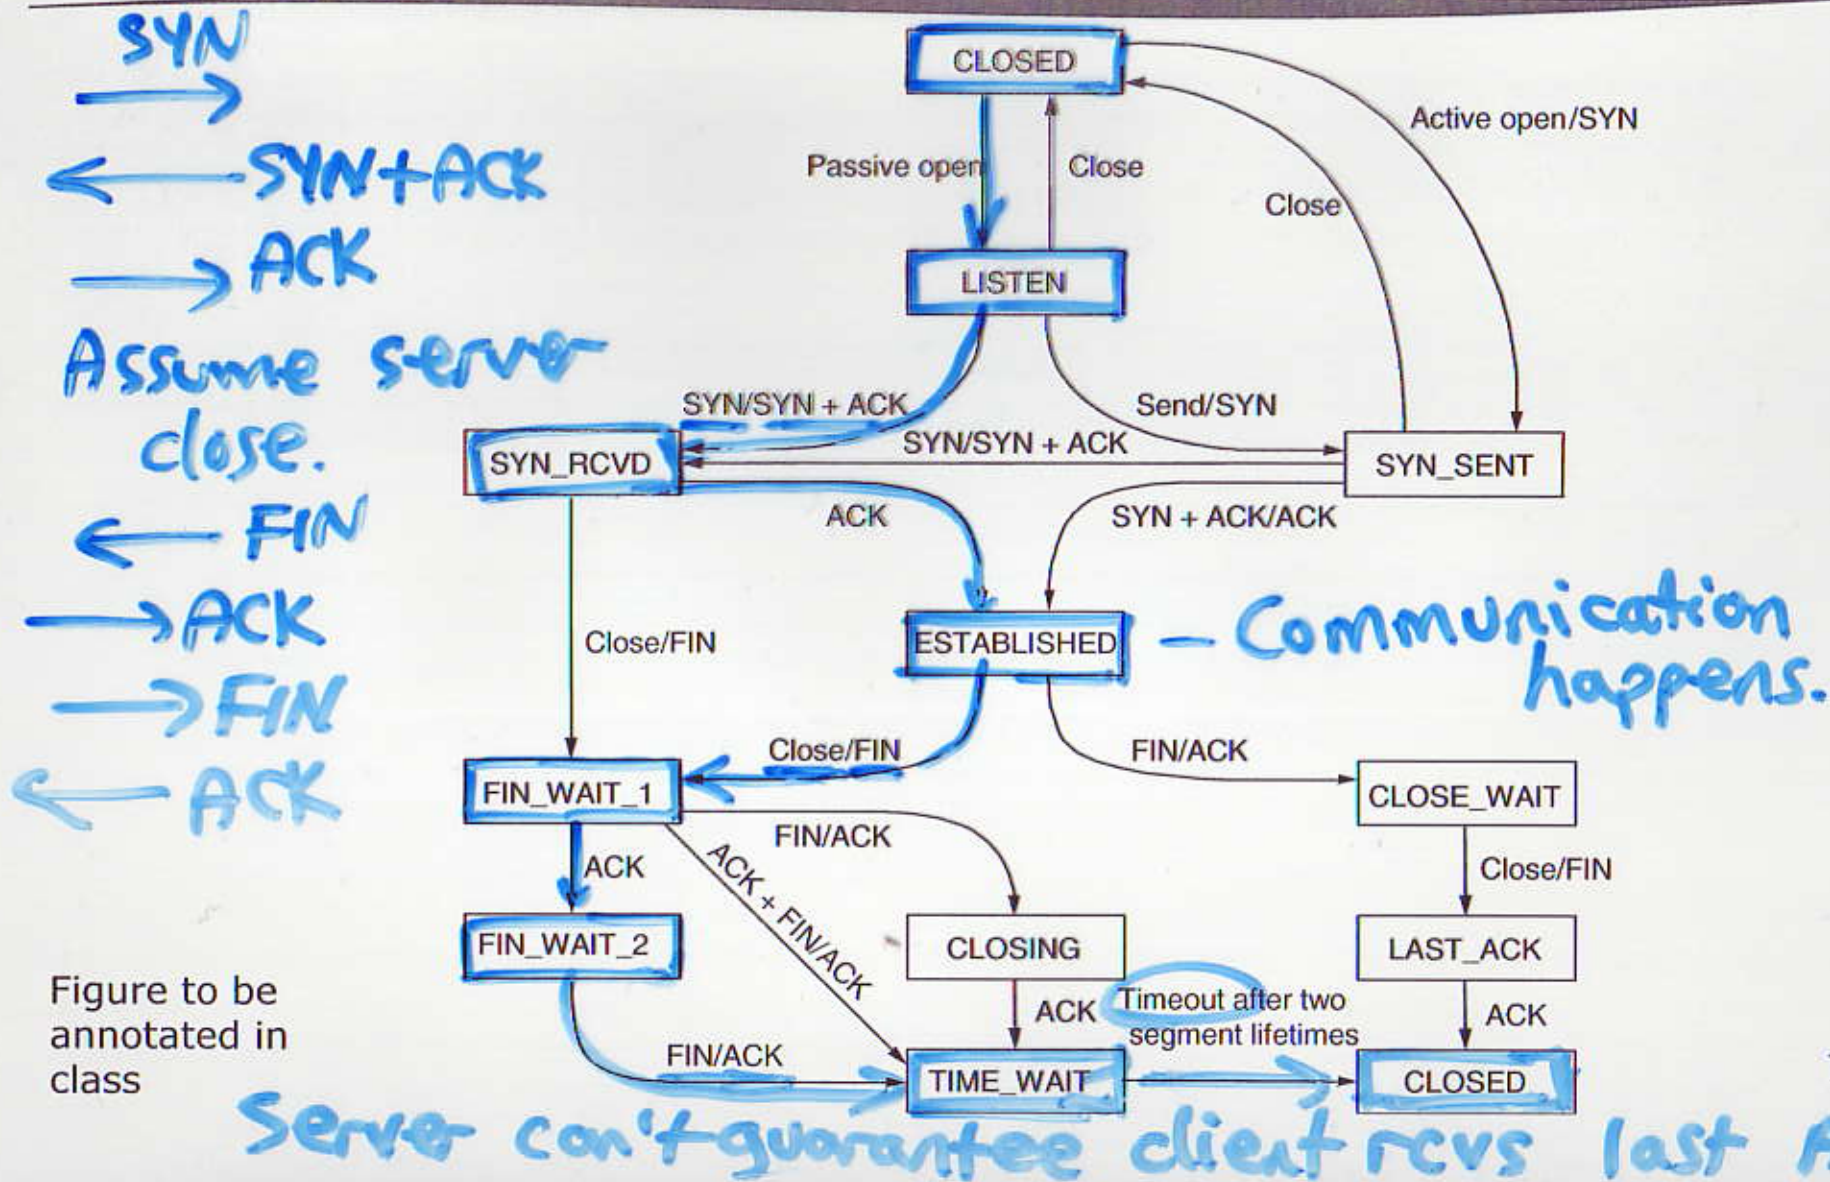 SYN
SYN+ACK
ACK
Assume server
close.
FIN
ACK
FIN
ACK
Figure to be
annotated in
class
CLOSED
Active open/SYN
Passive open
Close
Close
LISTEN
SYN/SYN + ACK
Send/SYN
SYN/SYN + ACK
SYN_RCVD
SYN_SENT
ACK
SYN + ACK/ACK
Close/FIN
ESTABLISHED
– Communication
happens.
Close/FIN
FIN/ACK
FIN_WAIT_1
CLOSE_WAIT
FIN/ACK
ACK
ACK + FIN/ACK
Close/FIN
FIN_WAIT_2
CLOSING
LAST_ACK
ACK
Timeout after two
segment lifetimes
ACK
FIN/ACK
TIME_WAIT
CLOSED
Server can't guarantee client rcvs last